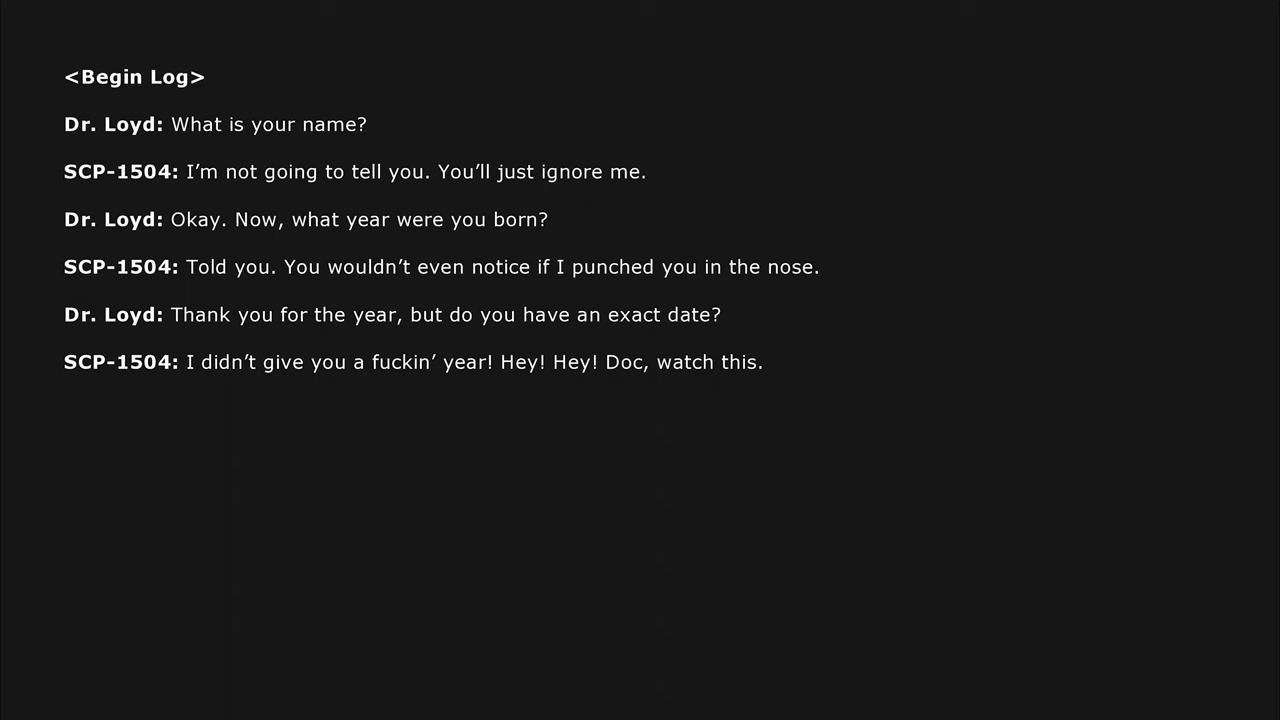 <Begin Log>
Dr. Loyd: What is your name?
SCP-1504: I’m not going to tell you. You’ll just ignore me.
Dr. Loyd: Okay. Now, what year were you born?
SCP-1504: Told you. You wouldn’t even notice if I punched you in the nose.
Dr. Loyd: Thank you for the year, but do you have an exact date?
SCP-1504: I didn’t give you a fuckin’ year! Hey! Hey! Doc, watch this.